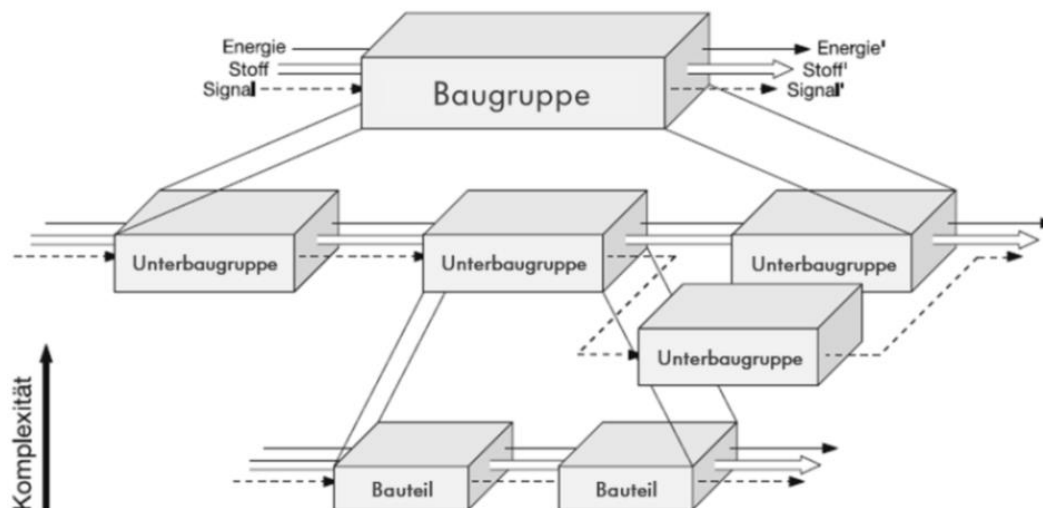 Energie
Stoff
Signal
Baugruppe
Energie'
Stoff'
Signal'
Unterbaugruppe
Unterbaugruppe
Unterbaugruppe
Unterbaugruppe
Komplexität
Bauteil
Bauteil